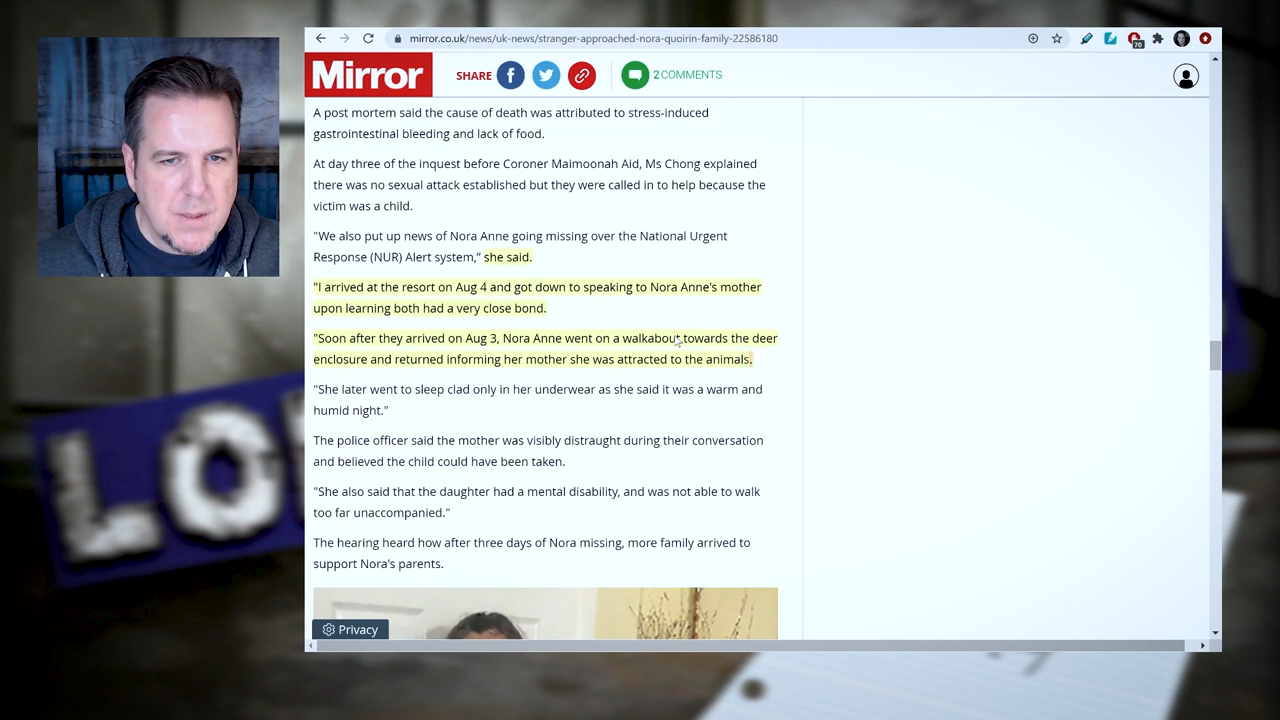 mirror.co.uk/news/uk-news/stranger-approached-nora-quoirin-family-22586180
70
Mirror
SHARE
2 COMMENTS
A post mortem said the cause of death was attributed to stress-induced
gastrointestinal bleeding and lack of food.
At day three of the inquest before Coroner Maimoonah Aid, Ms Chong explained
there was no sexual attack established but they were called in to help because the
victim was a child.
"We also put up news of Nora Anne going missing over the National Urgent
Response (NUR) Alert system,” she said.
"I arrived at the resort on Aug 4 and got down to speaking to Nora Anne's mother
upon learning both had a very close bond.
"Soon after they arrived on Aug 3, Nora Anne went on a walkabout towards the deer
enclosure and returned informing her mother she was attracted to the animals.
"She later went to sleep clad only in her underwear as she said it was a warm and
humid night."
The police officer said the mother was visibly distraught during their conversation
and believed the child could have been taken.
"She also said that the daughter had a mental disability, and was not able to walk
too far unaccompanied."
The hearing heard how after three days of Nora missing, more family arrived to
support Nora's parents.
Privacy
LO